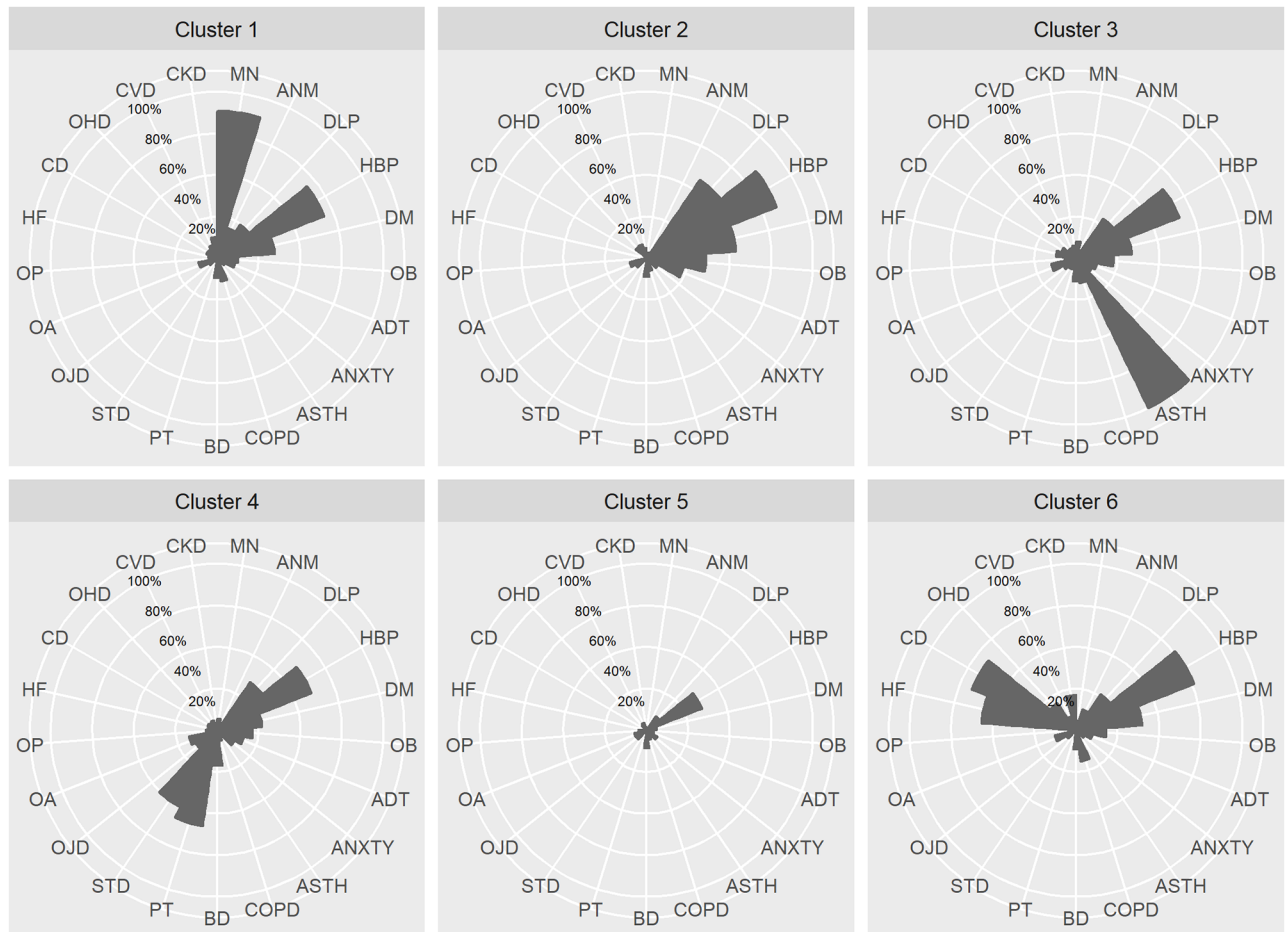 Cluster 1
CKD MN
CVD ANM
100%
OHD DLP
80%
CD HBP
60%
40%
HF DM
20%
OP OB
OA ADT
OJD ANXTY
STD ASTH
PT COPD
BD
Cluster 2
CKD MN
CVD ANM
100%
OHD DLP
80%
CD HBP
60%
40%
HF DM
20%
OP OB
OA ADT
OJD ANXTY
STD ASTH
PT COPD
BD
Cluster 3
CKD MN
CVD ANM
100%
OHD DLP
80%
CD HBP
60%
40%
HF DM
20%
OP OB
OA ADT
OJD ANXTY
STD ASTH
PT COPD
BD
Cluster 4
CKD MN
CVD ANM
100%
OHD DLP
80%
CD HBP
60%
40%
HF DM
20%
OP OB
OA ADT
OJD ANXTY
STD ASTH
PT COPD
BD
Cluster 5
CKD MN
CVD ANM
100%
OHD DLP
80%
CD HBP
60%
40%
HF DM
20%
OP OB
OA ADT
OJD ANXTY
STD ASTH
PT COPD
BD
Cluster 6
CKD MN
CVD ANM
100%
OHD DLP
80%
CD HBP
60%
40%
HF DM
20%
OP OB
OA ADT
OJD ANXTY
STD ASTH
PT COPD
BD